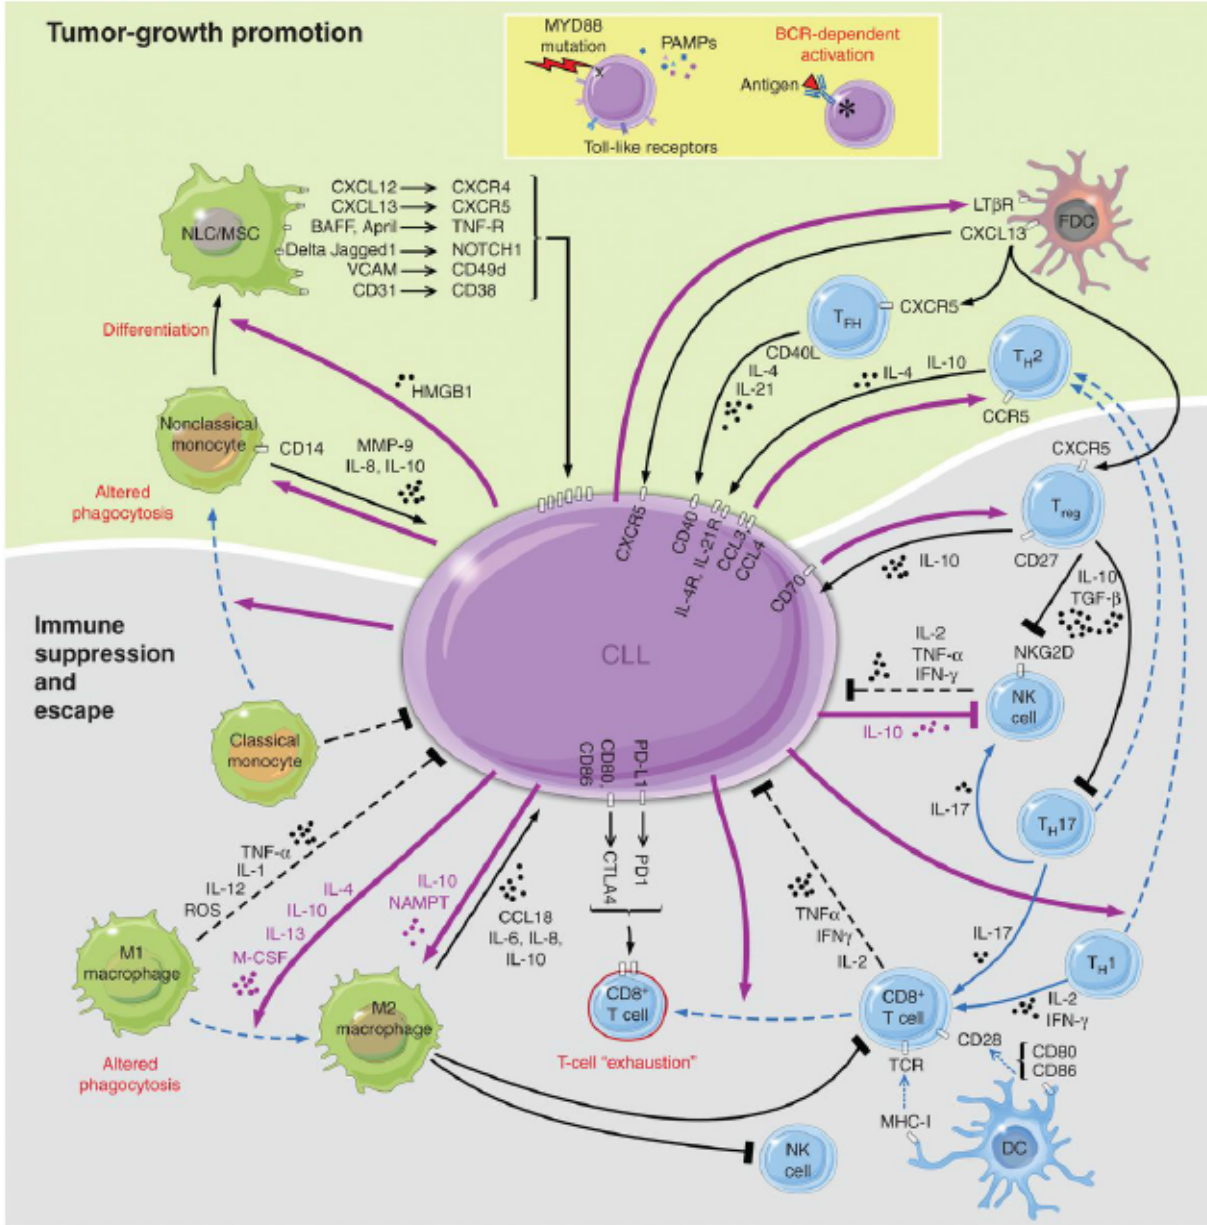 Tumor-growth promotion
MYD88
mutation
PAMPs
Toll-like receptors
BCR-dependent
activation
Antigen
*
NLC/MSC
CXCL12 → CXCR4
CXCL13 → CXCR5
BAFF, April → TNF-R
Delta Jagged1 → NOTCH1
VCAM → CD49d
CD31 → CD38
LTβR
CXCL13
FDC
TFH
CXCR5
CD40L
IL-4
IL-21
IL-4
IL-10
TH2
CCR5
Differentiation
HMGB1
Nonclassical
monocyte
CD14
MMP-9
IL-8, IL-10
Altered
phagocytosis
CXCR5
Treg
CD27
IL-10
IL-10
TGF-β
CXCR5
CD40
IL-4R, IL-21R
CCL3
CCL4
CD70
CLL
Immune
suppression
and
escape
Classical
monocyte
IL-2
TNF-α
IFN-γ
NKG2D
NK
cell
IL-10
IL-17
TH17
CD80,
CD86
PD-L1
CTLA4
PD1
TNF-α
IL-1
IL-12
ROS
IL-4
IL-10
IL-13
M-CSF
IL-10
NAMPT
CCL18
IL-6, IL-8,
IL-10
TNFα
IFNγ
IL-2
IL-17
TH1
M1
macrophage
Altered
phagocytosis
M2
macrophage
CD8+
T cell
T-cell "exhaustion"
CD8+
T cell
IL-2
IFN-γ
CD28
CD80
CD86
TCR
MHC-I
DC
NK
cell